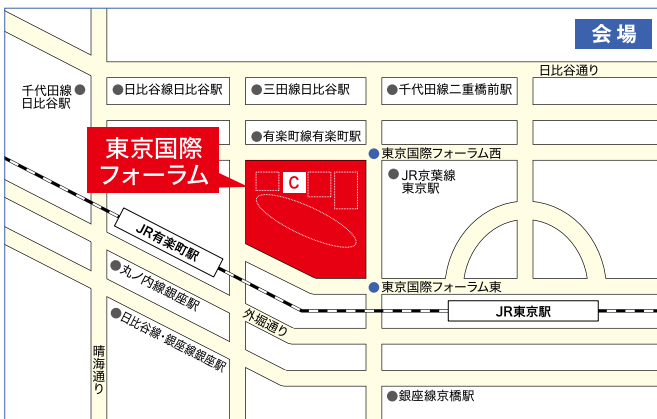 会場
日比谷通り
千代田線
日比谷駅
日比谷線日比谷駅
三田線日比谷駅
千代田線二重橋前駅
有楽町線有楽町駅
東京国際
フォーラム
東京国際フォーラム西
C
JR京葉線
東京駅
JR有楽町駅
丸ノ内線銀座駅
東京国際フォーラム東
外堀通り
JR東京駅
日比谷線・銀座線銀座駅
晴海通り
銀座線京橋駅